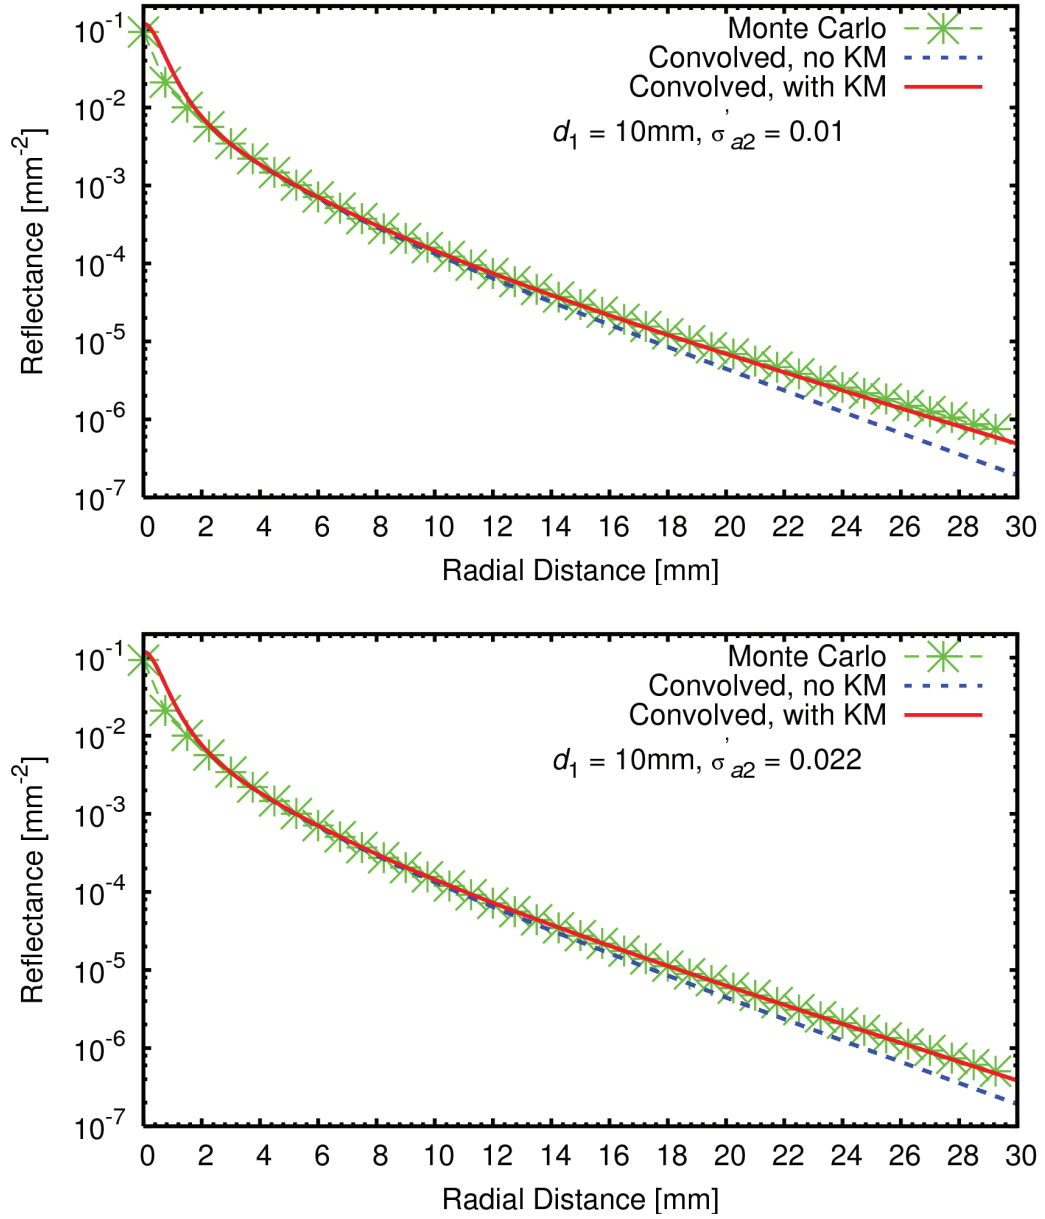 Monte Carlo
Convolved, no KM
Convolved, with KM
d1 = 10mm, σ'a2 = 0.01
Reflectance [mm-2]
10-1
10-2
10-3
10-4
10-5
10-6
10-7
0 2 4 6 8 10 12 14 16 18 20 22 24 26 28 30
Radial Distance [mm]
Monte Carlo
Convolved, no KM
Convolved, with KM
d1 = 10mm, σ'a2 = 0.022
Reflectance [mm-2]
10-1
10-2
10-3
10-4
10-5
10-6
10-7
0 2 4 6 8 10 12 14 16 18 20 22 24 26 28 30
Radial Distance [mm]